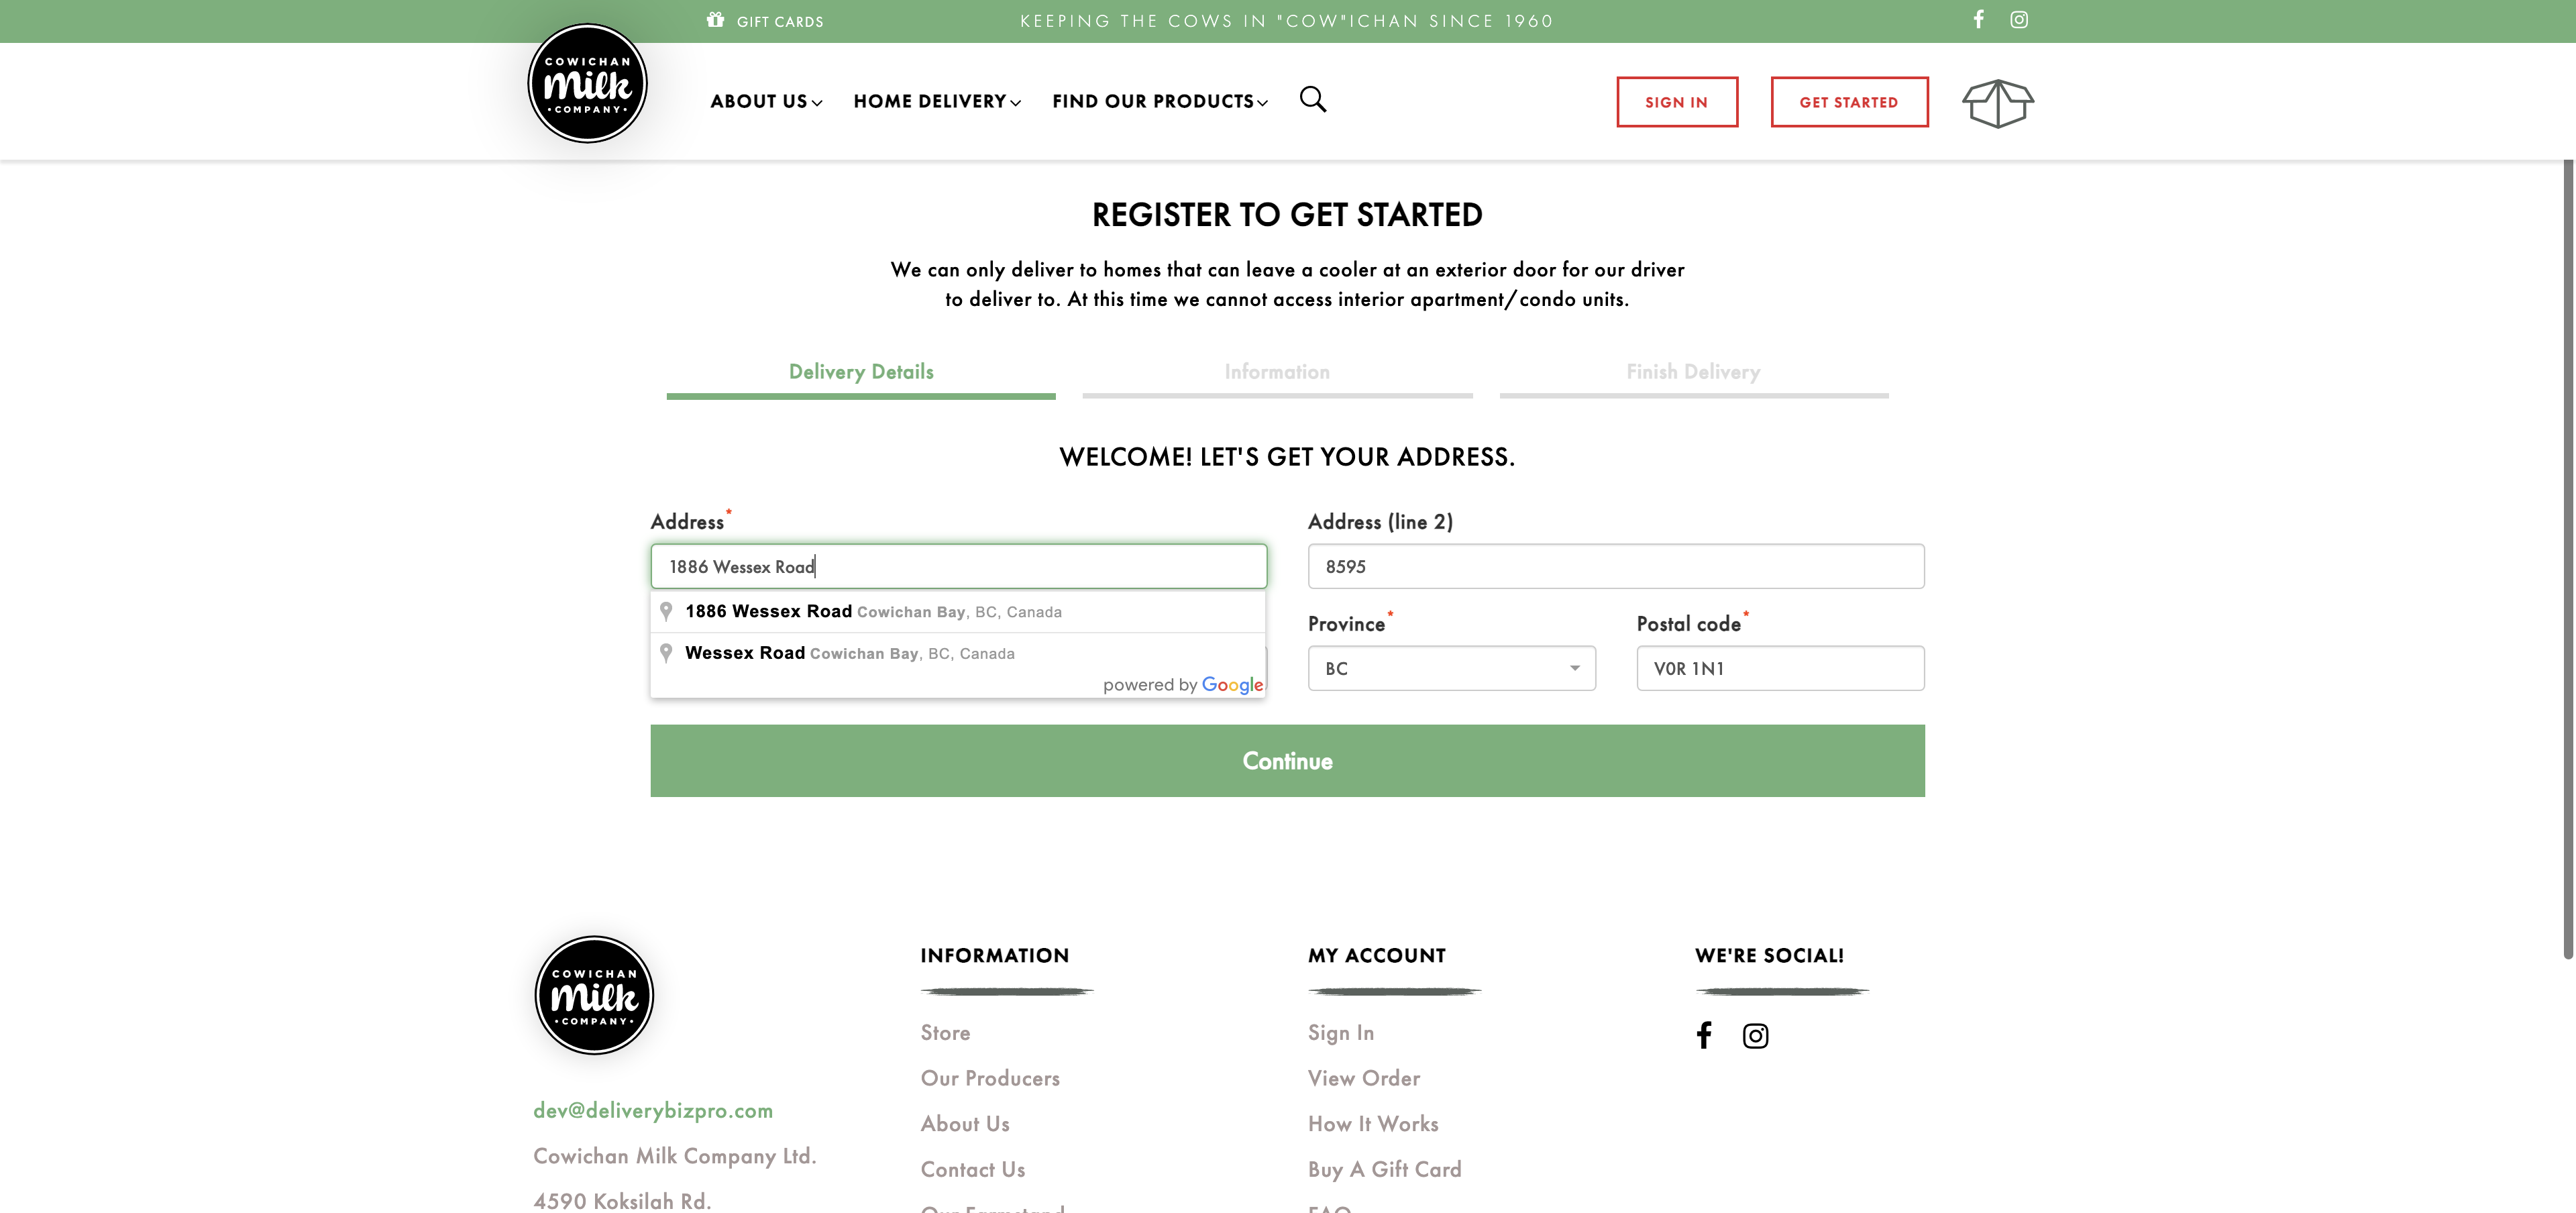 GIFT CARDS
KEEPING THE COWS IN "COW"ICHAN SINCE 1960
COWICHAN
milk
COMPANY
ABOUT US
HOME DELIVERY
FIND OUR PRODUCTS
SIGN IN
GET STARTED
REGISTER TO GET STARTED
We can only deliver to homes that can leave a cooler at an exterior door for our driver
to deliver to. At this time we cannot access interior apartment/condo units.
Delivery Details
Information
Finish Delivery
WELCOME! LET'S GET YOUR ADDRESS.
Address*
Address (line 2)
1886 Wessex Road
8595
1886 Wessex Road Cowichan Bay, BC, Canada
Wessex Road Cowichan Bay, BC, Canada
powered by Google
Province*
Postal code*
BC
V0R 1N1
Continue
COWICHAN
milk
COMPANY
dev@deliverybizpro.com
Cowichan Milk Company Ltd.
4590 Koksilah Rd.
INFORMATION
Store
Our Producers
About Us
Contact Us
Our Farmstand
MY ACCOUNT
Sign In
View Order
How It Works
Buy A Gift Card
FAQ
WE'RE SOCIAL!